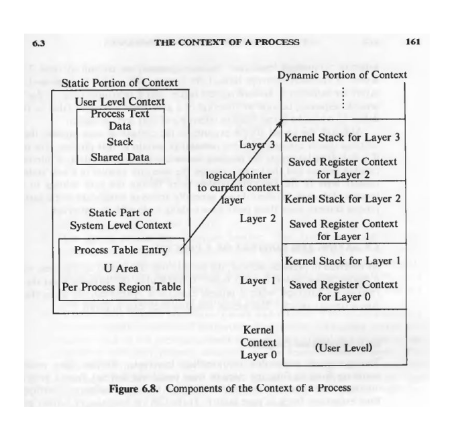 6.3 THE CONTEXT OF A PROCESS 161
Static Portion of Context
User Level Context
Process Text
Data
Stack
Shared Data
Static Part of
System Level Context
Process Table Entry
U Area
Per Process Region Table
logical pointer
to current context
layer
Dynamic Portion of Context
Layer 3
Kernel Stack for Layer 3
Saved Register Context
for Layer 2
Layer 2
Kernel Stack for Layer 2
Saved Register Context
for Layer 1
Layer 1
Kernel Stack for Layer 1
Saved Register Context
for Layer 0
Kernel
Context
Layer 0
(User Level)
Figure 6.8. Components of the Context of a Process